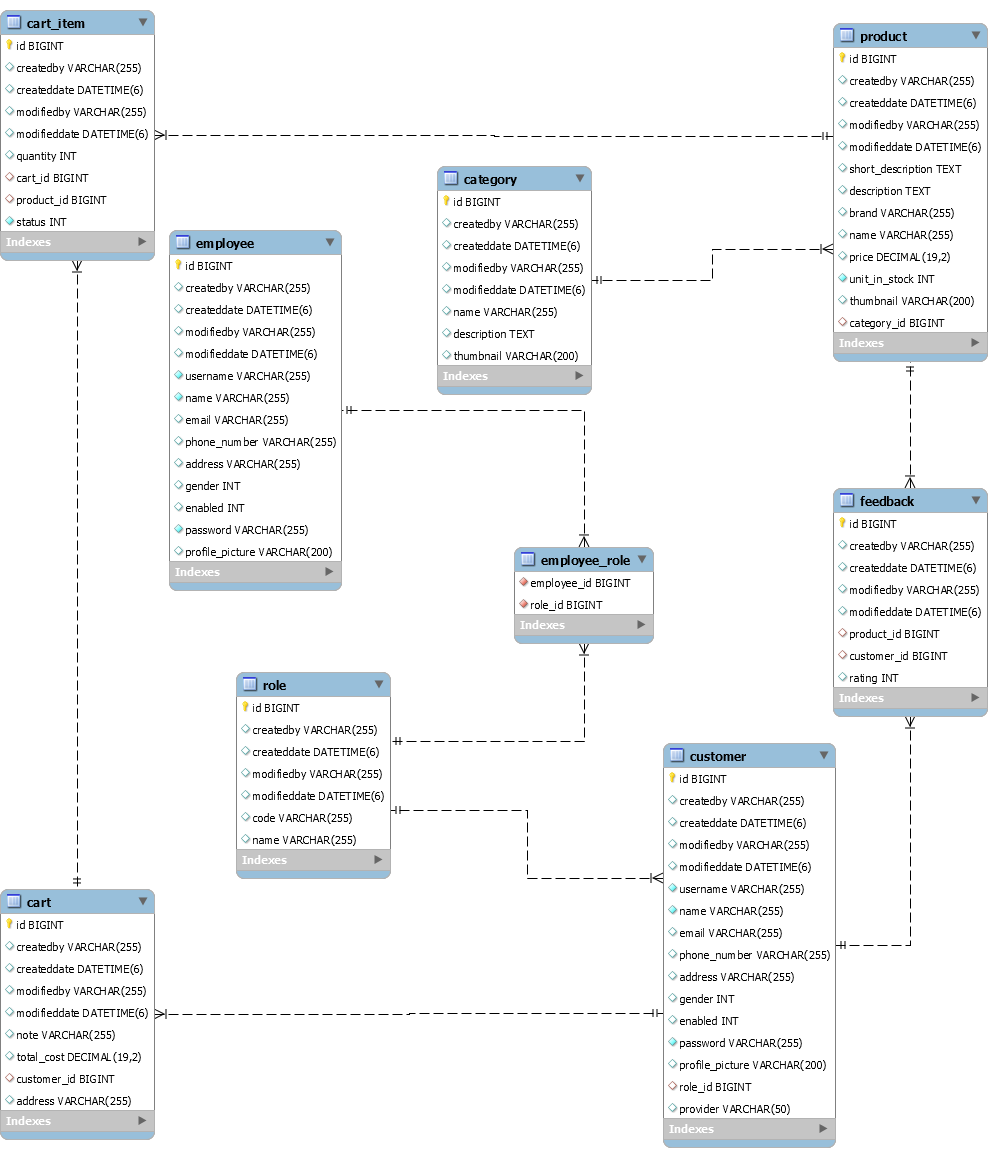 cart_item
id BIGINT
createdby VARCHAR(255)
createddate DATETIME(6)
modifiedby VARCHAR(255)
modifieddate DATETIME(6)
quantity INT
cart_id BIGINT
product_id BIGINT
status INT
Indexes
product
id BIGINT
createdby VARCHAR(255)
createddate DATETIME(6)
modifiedby VARCHAR(255)
modifieddate DATETIME(6)
short_description TEXT
description TEXT
brand VARCHAR(255)
name VARCHAR(255)
price DECIMAL(19,2)
unit_in_stock INT
thumbnail VARCHAR(200)
category_id BIGINT
Indexes
category
id BIGINT
createdby VARCHAR(255)
createddate DATETIME(6)
modifiedby VARCHAR(255)
modifieddate DATETIME(6)
name VARCHAR(255)
description TEXT
thumbnail VARCHAR(200)
Indexes
employee
id BIGINT
createdby VARCHAR(255)
createddate DATETIME(6)
modifiedby VARCHAR(255)
modifieddate DATETIME(6)
username VARCHAR(255)
name VARCHAR(255)
email VARCHAR(255)
phone_number VARCHAR(255)
address VARCHAR(255)
gender INT
enabled INT
password VARCHAR(255)
profile_picture VARCHAR(200)
Indexes
feedback
id BIGINT
createdby VARCHAR(255)
createddate DATETIME(6)
modifiedby VARCHAR(255)
modifieddate DATETIME(6)
product_id BIGINT
customer_id BIGINT
rating INT
Indexes
employee_role
employee_id BIGINT
role_id BIGINT
Indexes
role
id BIGINT
createdby VARCHAR(255)
createddate DATETIME(6)
modifiedby VARCHAR(255)
modifieddate DATETIME(6)
code VARCHAR(255)
name VARCHAR(255)
Indexes
customer
id BIGINT
createdby VARCHAR(255)
createddate DATETIME(6)
modifiedby VARCHAR(255)
modifieddate DATETIME(6)
username VARCHAR(255)
name VARCHAR(255)
email VARCHAR(255)
phone_number VARCHAR(255)
address VARCHAR(255)
gender INT
enabled INT
password VARCHAR(255)
profile_picture VARCHAR(200)
role_id BIGINT
provider VARCHAR(50)
Indexes
cart
id BIGINT
createdby VARCHAR(255)
createddate DATETIME(6)
modifiedby VARCHAR(255)
modifieddate DATETIME(6)
note VARCHAR(255)
total_cost DECIMAL(19,2)
customer_id BIGINT
address VARCHAR(255)
Indexes